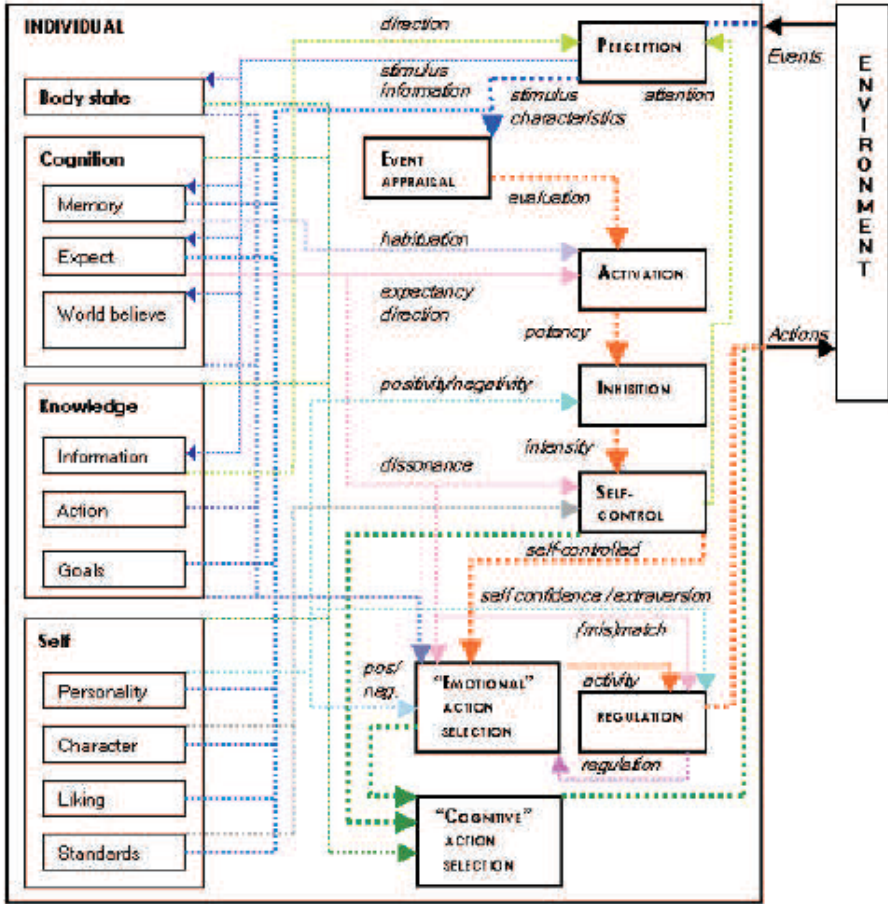 INDIVIDUAL
direction
PERCEPTION
Events
ENVIRONMENT
Body state
stimulus
information
stimulus
characteristics
attention
Cognition
EVENT
APPRAISAL
Memory
evaluation
Expect
habituation
ACTIVATION
World believe
expectancy
direction
potency
Actions
Knowledge
positivity/negativity
INHIBITION
Information
intensity
dissonance
SELF-
CONTROL
Action
Goals
self-controlled
self confidence / extraversion
Self
(mis)match
pos/
neg.
Personality
"EMOTIONAL"
ACTION
SELECTION
activity
REGULATION
Character
regulation
Liking
"COGNITIVE"
ACTION
SELECTION
Standards